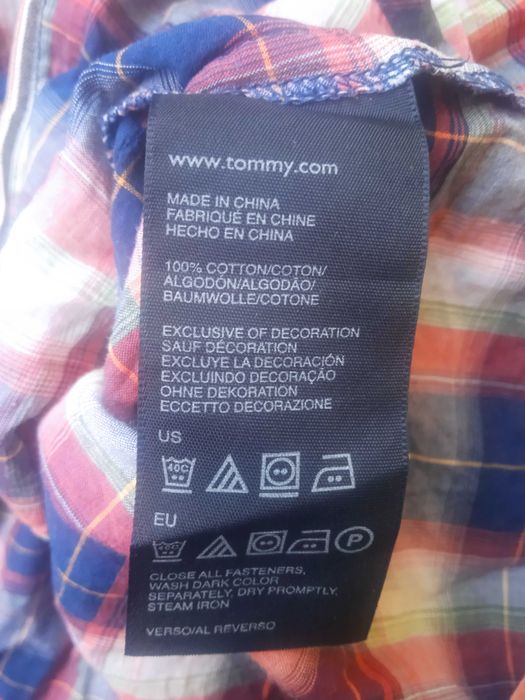 www.tommy.com
MADE IN CHINA
FABRIQUÉ EN CHINE
HECHO EN CHINA
100% COTTON/COTON/
ALGODÓN/ALGODÃO/
BAUMWOLLE/COTONE
EXCLUSIVE OF DECORATION
SAUF DÉCORATION
EXCLUYE LA DECORACIÓN
EXCLUINDO DECORAÇÃO
OHNE DEKORATION
ECCETTO DECORAZIONE
US
40C
EU
40C P
CLOSE ALL FASTENERS,
WASH DARK COLOR
SEPARATELY, DRY PROMPTLY,
STEAM IRON
VERSO/AL REVERSO